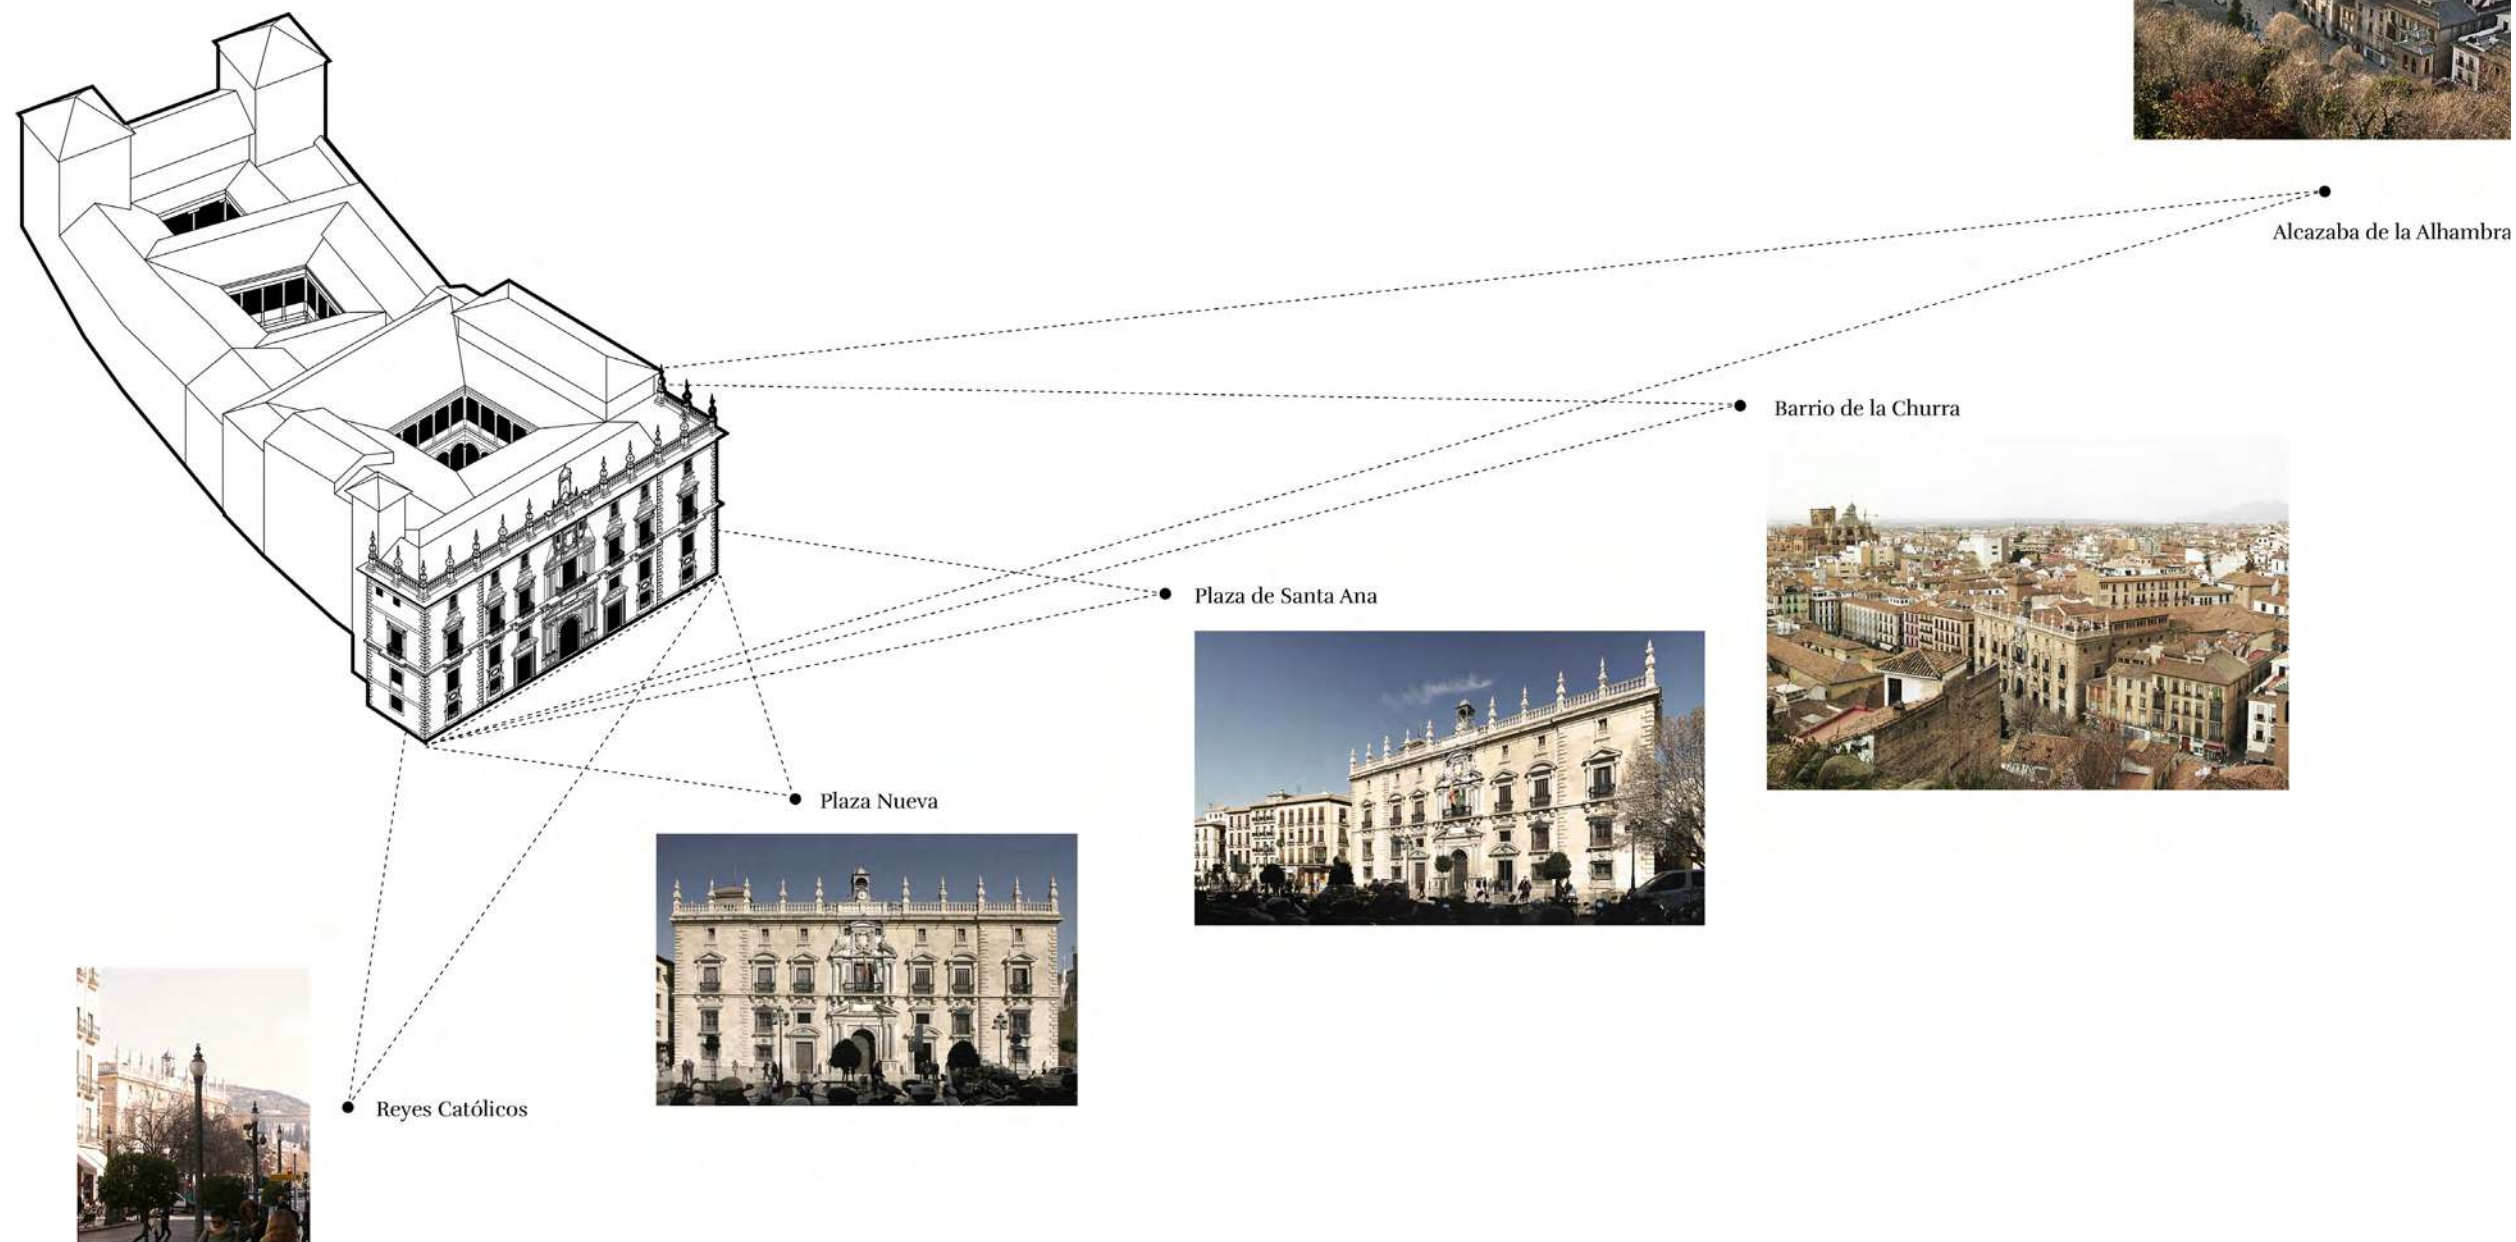 Alcazaba de la Alhambra
Barrio de la Churra
Plaza de Santa Ana
Plaza Nueva
Reyes Católicos